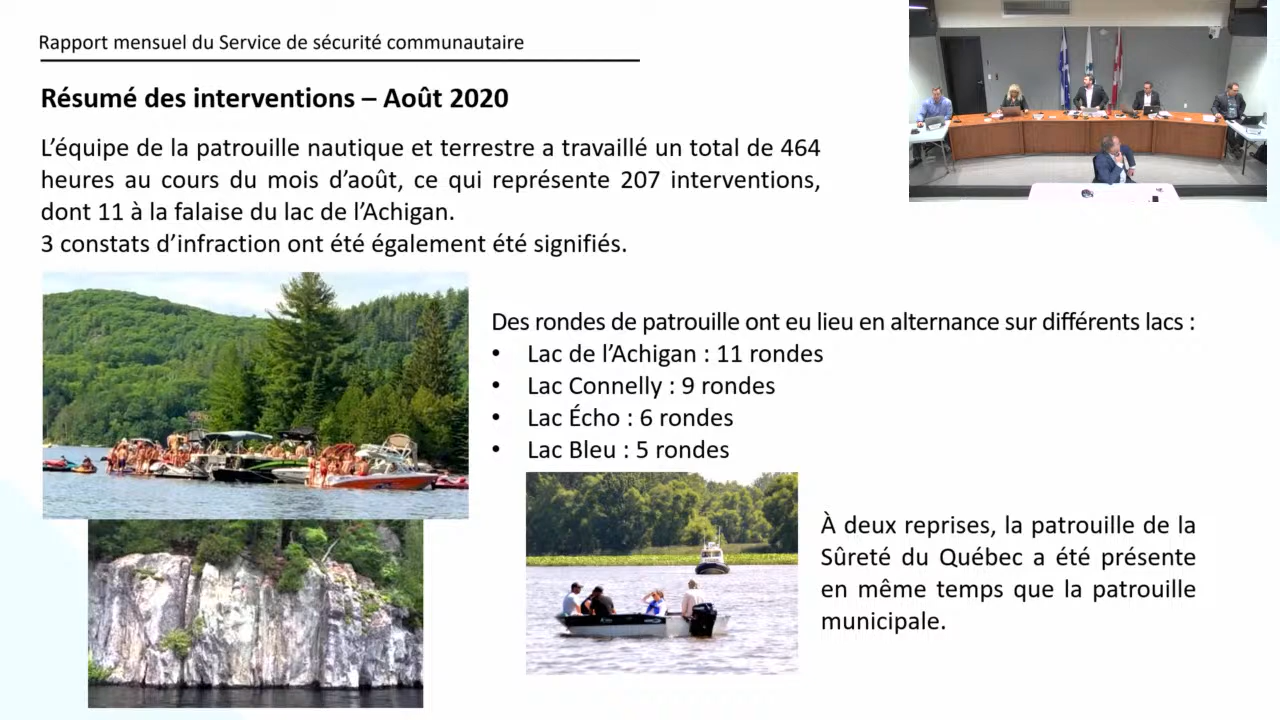 Rapport mensuel du Service de sécurité communautaire
Résumé des interventions – Août 2020
L'équipe de la patrouille nautique et terrestre a travaillé un total de 464
heures au cours du mois d'août, ce qui représente 207 interventions,
dont 11 à la falaise du lac de l'Achigan.
3 constats d'infraction ont été également été signifiés.
Des rondes de patrouille ont eu lieu en alternance sur différents lacs :
• Lac de l'Achigan : 11 rondes
• Lac Connelly : 9 rondes
• Lac Écho : 6 rondes
• Lac Bleu : 5 rondes
À deux reprises, la patrouille de la
Sûreté du Québec a été présente
en même temps que la patrouille
municipale.